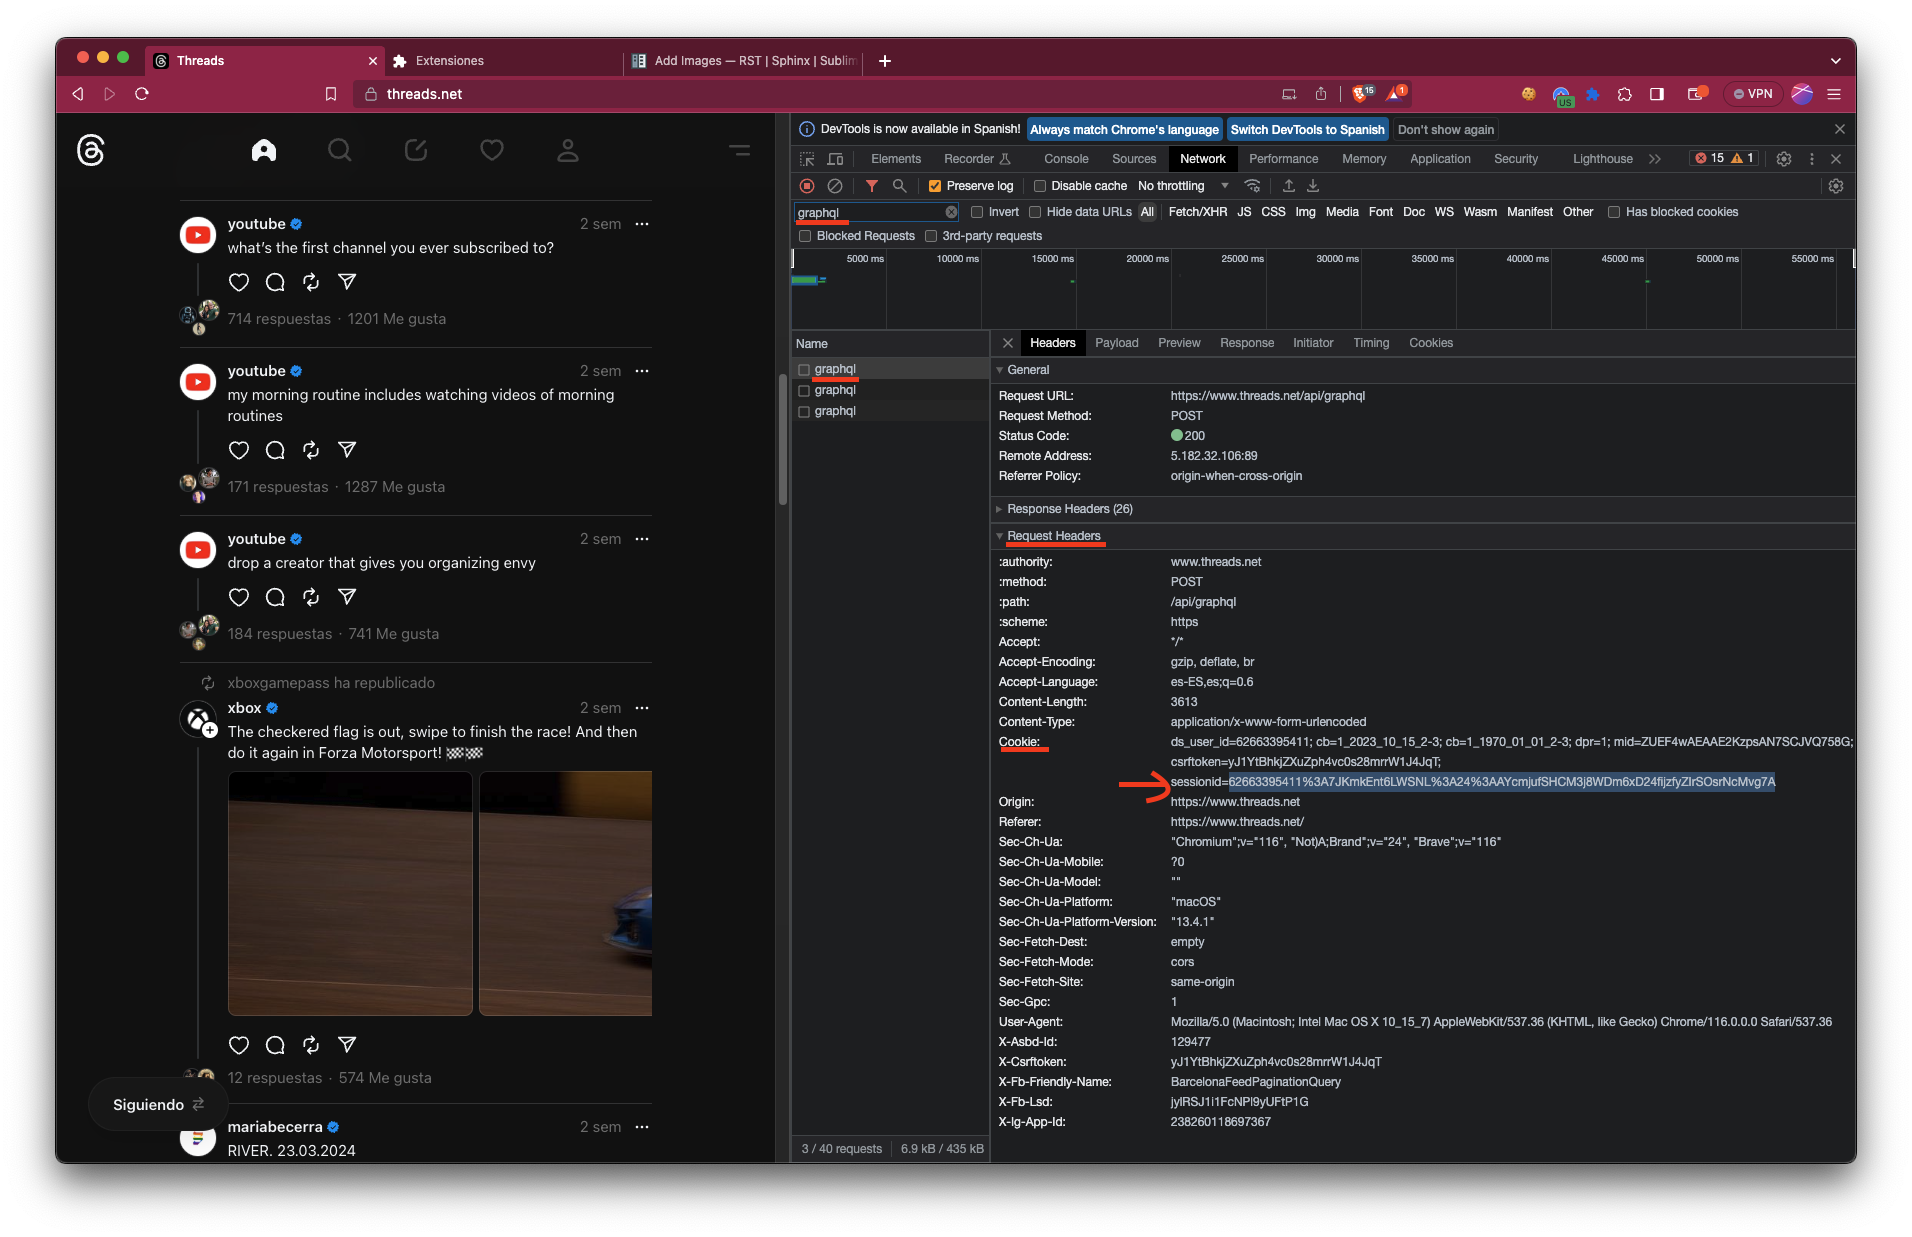 Threads
Extensiones
Add Images — RST | Sphinx | Sublim
threads.net
15
1
US
VPN
youtube
2 sem
what's the first channel you ever subscribed to?
714 respuestas · 1201 Me gusta
youtube
2 sem
my morning routine includes watching videos of morning
routines
171 respuestas · 1287 Me gusta
youtube
2 sem
drop a creator that gives you organizing envy
184 respuestas · 741 Me gusta
xboxgamepass ha republicado
xbox
2 sem
The checkered flag is out, swipe to finish the race! And then
do it again in Forza Motorsport! 🏁🏁
12 respuestas · 574 Me gusta
Siguiendo
mariabecerra
2 sem
RIVER. 23.03.2024
DevTools is now available in Spanish!
Always match Chrome's language
Switch DevTools to Spanish
Don't show again
Elements
Recorder
Console
Sources
Network
Performance
Memory
Application
Security
Lighthouse
15
1
Preserve log
Disable cache
No throttling
graphql
Invert
Hide data URLs
All
Fetch/XHR
JS
CSS
Img
Media
Font
Doc
WS
Wasm
Manifest
Other
Has blocked cookies
Blocked Requests
3rd-party requests
5000 ms
10000 ms
15000 ms
20000 ms
25000 ms
30000 ms
35000 ms
40000 ms
45000 ms
50000 ms
55000 ms
Name
graphql
graphql
graphql
3 / 40 requests
6.9 kB / 435 kB
Headers
Payload
Preview
Response
Initiator
Timing
Cookies
General
Request URL: https://www.threads.net/api/graphql
Request Method: POST
Status Code: 200
Remote Address: 5.182.32.106:89
Referrer Policy: origin-when-cross-origin
Response Headers (26)
Request Headers
:authority: www.threads.net
:method: POST
:path: /api/graphql
:scheme: https
Accept: */*
Accept-Encoding: gzip, deflate, br
Accept-Language: es-ES,es;q=0.6
Content-Length: 3613
Content-Type: application/x-www-form-urlencoded
Cookie: ds_user_id=62663395411; cb=1_2023_10_15_2-3; cb=1_1970_01_01_2-3; dpr=1; mid=ZUEF4wAEAAE2KzpsAN7SCJVQ758G;
csrftoken=yJ1YtBhkjZXuZph4vc0s28mrrW1J4JqT;
sessionid=62663395411%3A7JKmkEnt6LWSNL%3A24%3AAYcmjufSHCM3j8WDm6xD24fijzfyZIrSOsrNcMvg7A
Origin: https://www.threads.net
Referer: https://www.threads.net/
Sec-Ch-Ua: "Chromium";v="116", "Not)A;Brand";v="24", "Brave";v="116"
Sec-Ch-Ua-Mobile: ?0
Sec-Ch-Ua-Model: ""
Sec-Ch-Ua-Platform: "macOS"
Sec-Ch-Ua-Platform-Version: "13.4.1"
Sec-Fetch-Dest: empty
Sec-Fetch-Mode: cors
Sec-Fetch-Site: same-origin
Sec-Gpc: 1
User-Agent: Mozilla/5.0 (Macintosh; Intel Mac OS X 10_15_7) AppleWebKit/537.36 (KHTML, like Gecko) Chrome/116.0.0.0 Safari/537.36
X-Asbd-Id: 129477
X-Csrftoken: yJ1YtBhkjZXuZph4vc0s28mrrW1J4JqT
X-Fb-Friendly-Name: BarcelonaFeedPaginationQuery
X-Fb-Lsd: jylRSJ1i1FcNPl9yUFtP1G
X-Ig-App-Id: 238260118697367